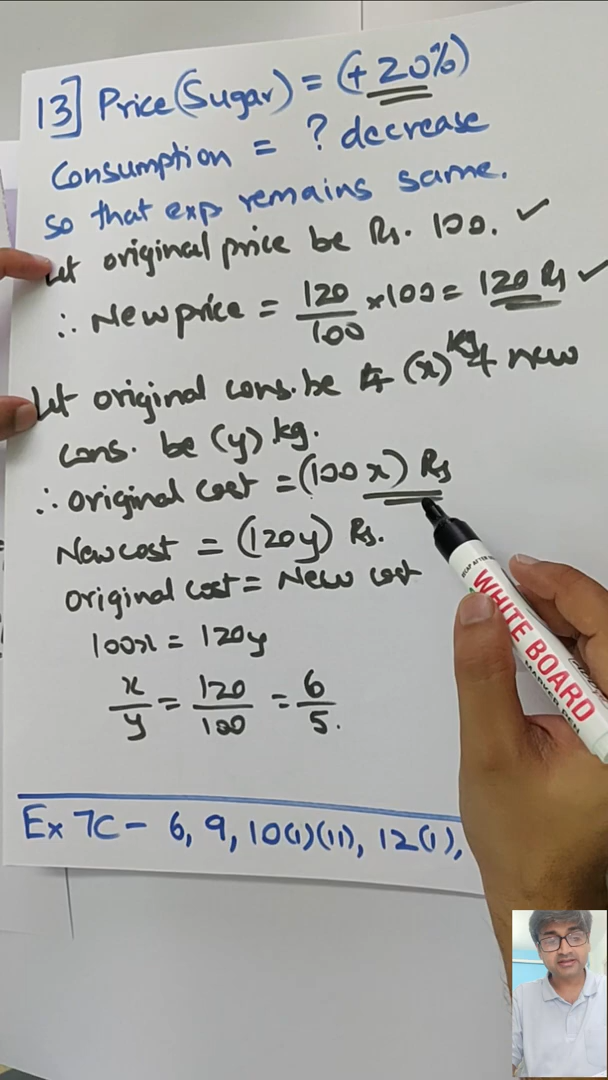 13] Price (Sugar) = (+20%)
Consumption = ? decrease
so that exp remains same.
Let original price be Rs. 100. ✓
∴ New price = 120/100 × 100 = 120 Rs ✓
Let original cons. be (x) kg & new
cons. be (y) kg.
∴ original cost = (100x) Rs
New cost = (120y) Rs.
original cost = New cost
100x = 120y
x/y = 120/100 = 6/5.
Ex 7C - 6, 9, 10(i)(ii), 12(i),
WHITE BOARD